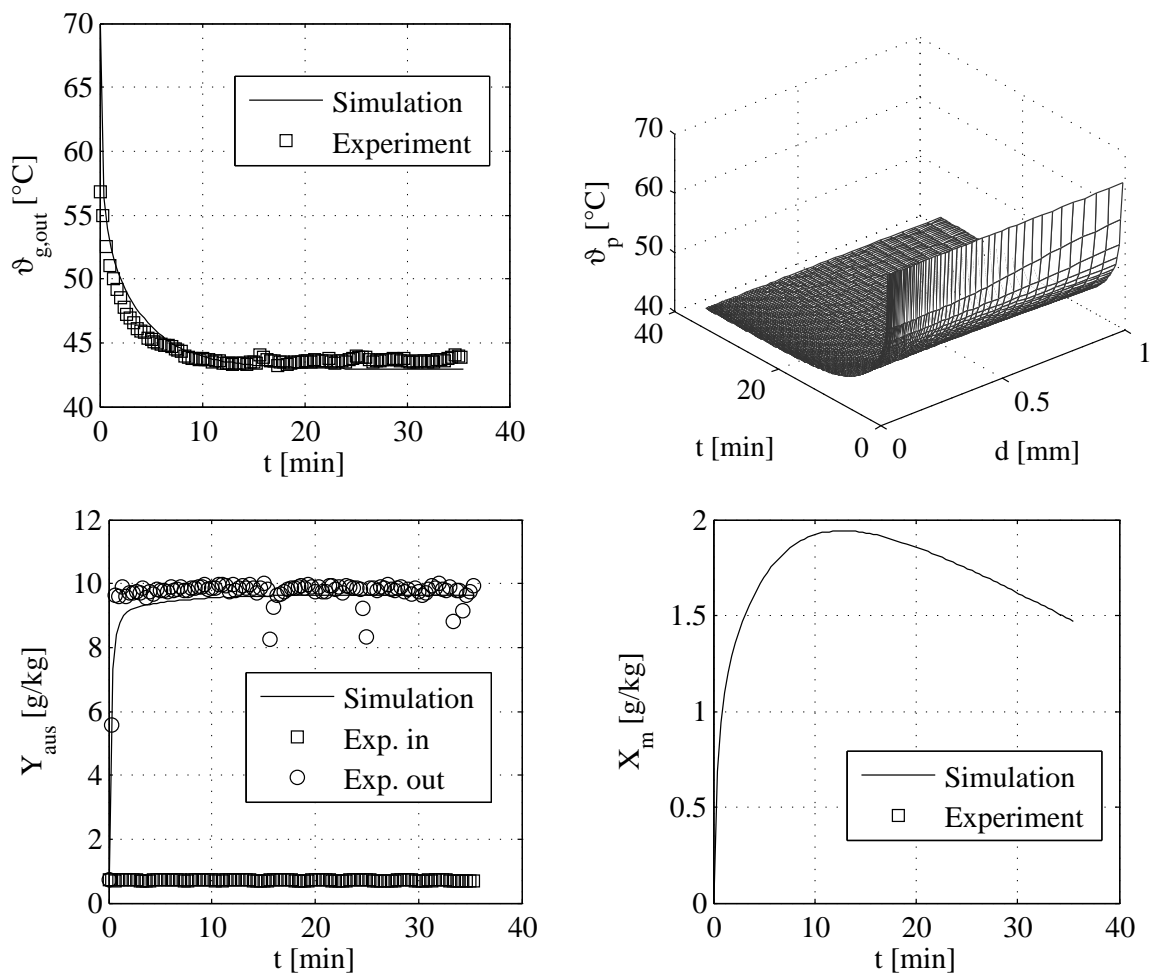 70
65
60
55
50
45
40
0
10
20
30
40
t [min]
ϑg,out [°C]
Simulation
Experiment
70
60
50
40
40
20
0
0
0.5
1
t [min]
d [mm]
ϑp [°C]
12
10
8
6
4
2
0
0
10
20
30
40
t [min]
Yaus [g/kg]
Simulation
Exp. in
Exp. out
2
1.5
1
0.5
0
0
10
20
30
40
t [min]
Xm [g/kg]
Simulation
Experiment